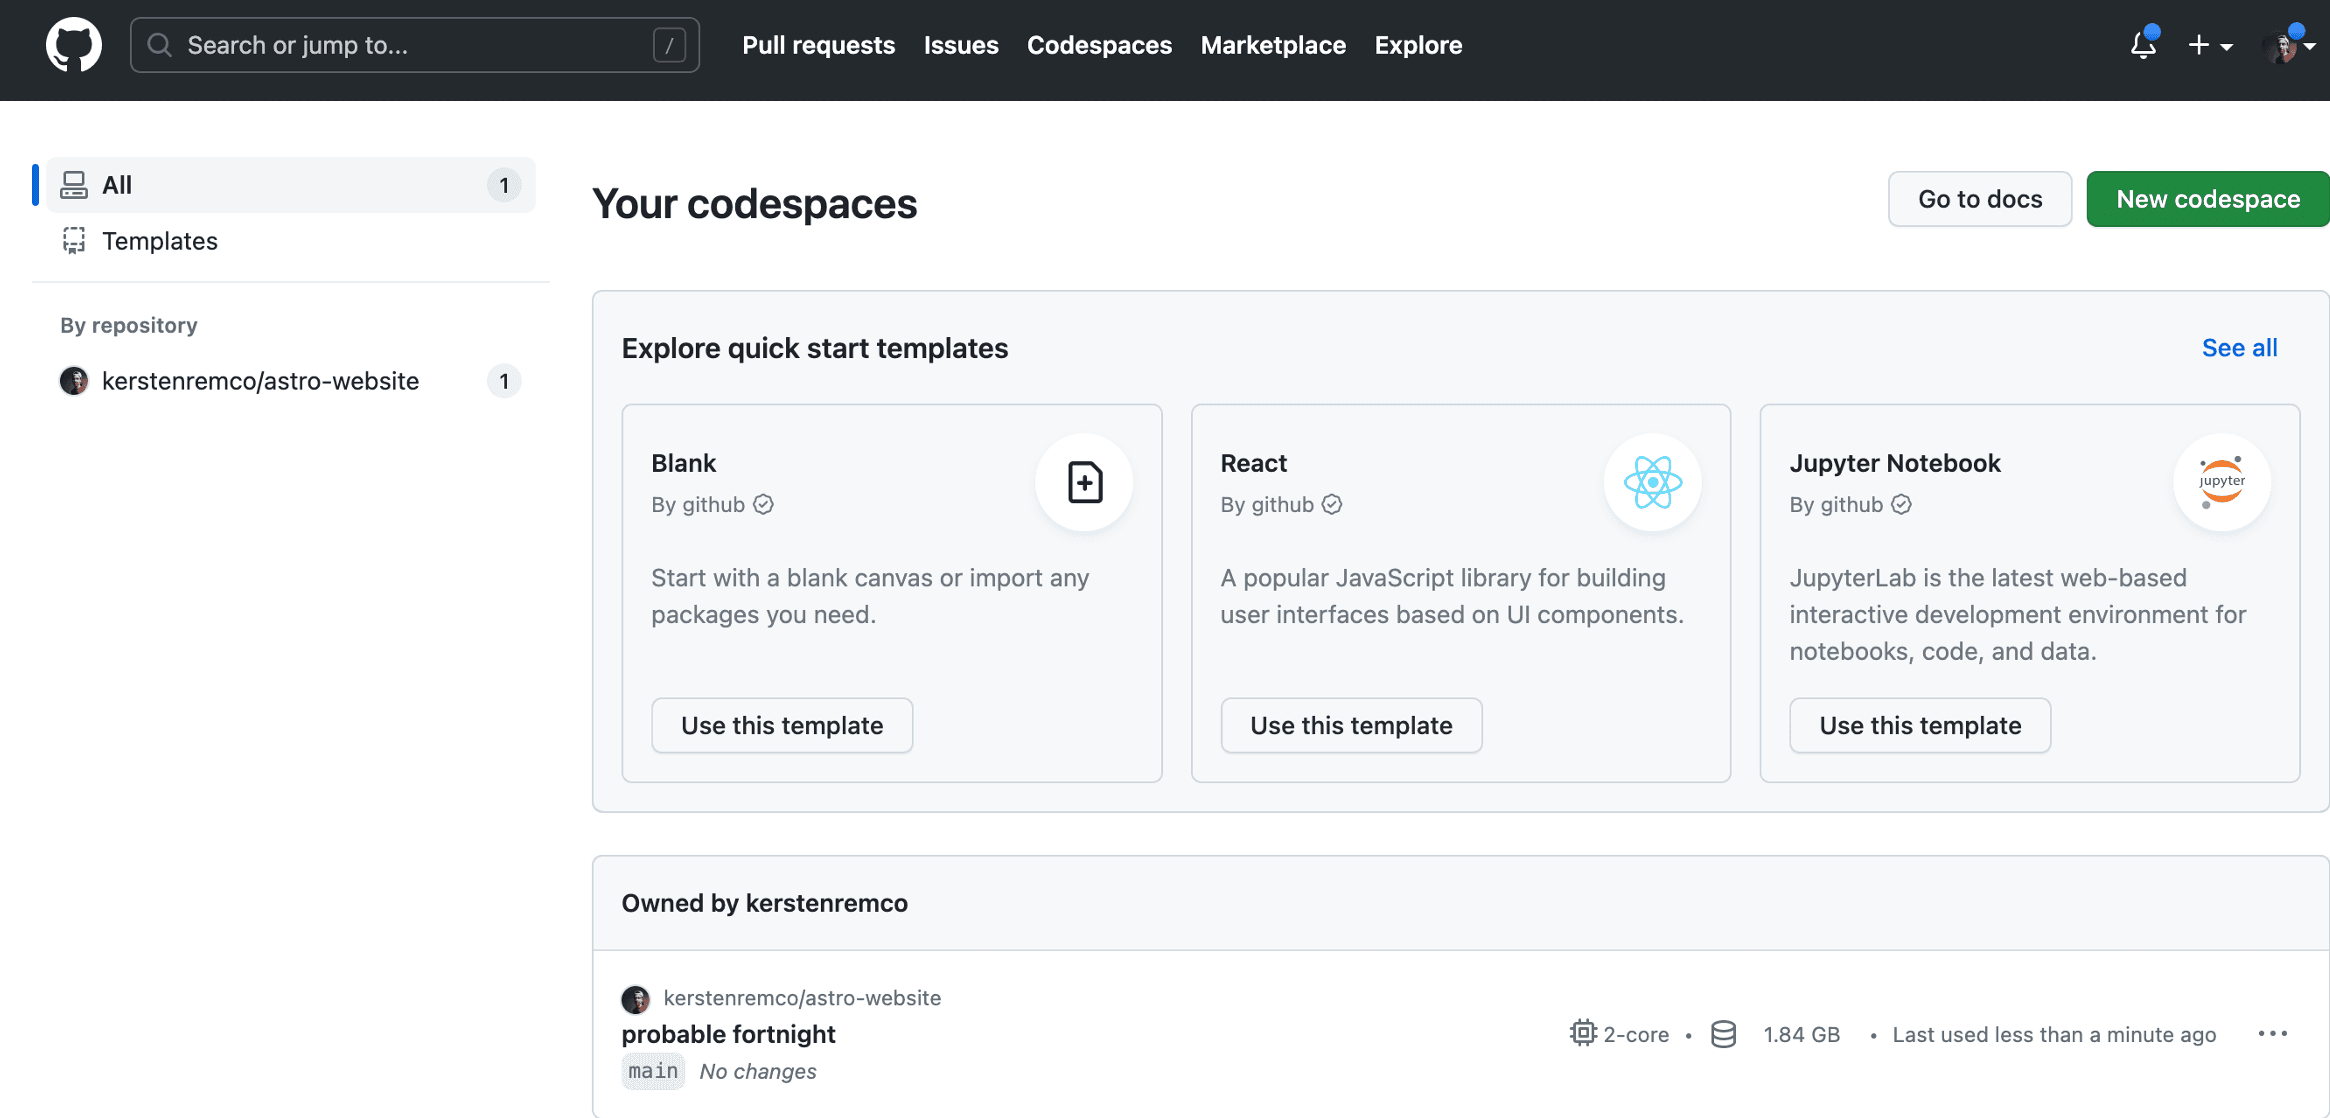 Search or jump to... /
Pull requests Issues Codespaces Marketplace Explore
All 1
Templates
By repository
kerstenremco/astro-website 1
Your codespaces
Go to docs
New codespace
Explore quick start templates
See all
Blank
By github
Start with a blank canvas or import any
packages you need.
Use this template
React
By github
A popular JavaScript library for building
user interfaces based on UI components.
Use this template
Jupyter Notebook
By github
jupyter
JupyterLab is the latest web-based
interactive development environment for
notebooks, code, and data.
Use this template
Owned by kerstenremco
kerstenremco/astro-website
probable fortnight
2-core • 1.84 GB • Last used less than a minute ago
main No changes